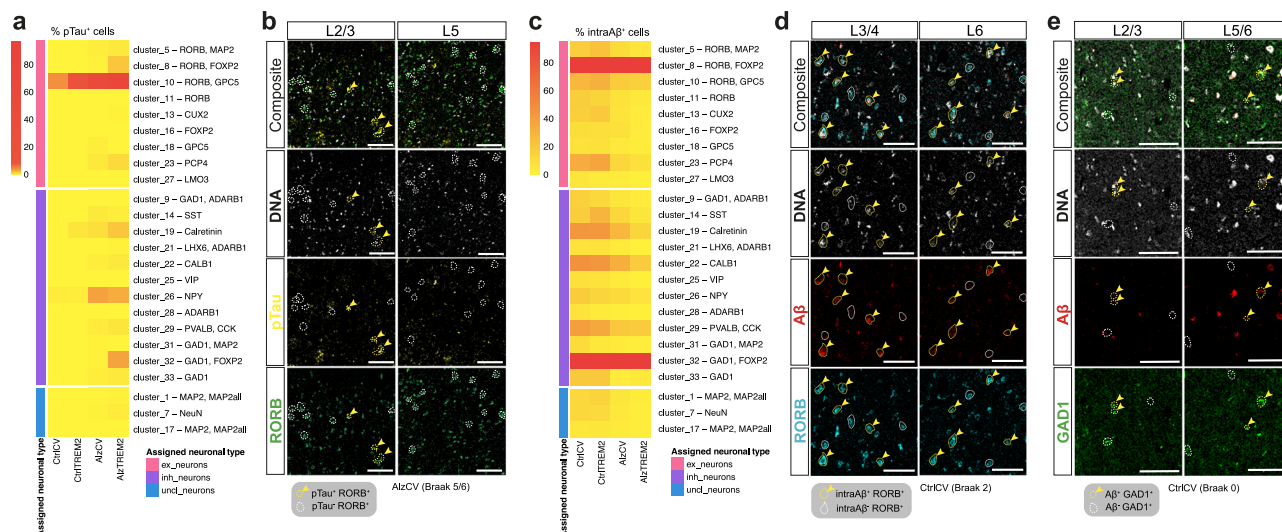 a
% pTau⁺ cells
80
60
40
20
0
cluster_5 – RORB, MAP2
cluster_8 – RORB, FOXP2
cluster_10 – RORB, GPC5
cluster_11 – RORB
cluster_13 – CUX2
cluster_16 – FOXP2
cluster_18 – GPC5
cluster_23 – PCP4
cluster_27 – LMO3
cluster_9 – GAD1, ADARB1
cluster_14 – SST
cluster_19 – Calretinin
cluster_21 – LHX6, ADARB1
cluster_22 – CALB1
cluster_25 – VIP
cluster_26 – NPY
cluster_28 – ADARB1
cluster_29 – PVALB, CCK
cluster_31 – GAD1, MAP2
cluster_32 – GAD1, FOXP2
cluster_33 – GAD1
cluster_1 – MAP2, MAP2all
cluster_7 – NeuN
cluster_17 – MAP2, MAP2all
Assigned neuronal type
CtrlCV
CtrlTREM2
AlzCV
AlzTREM2
Assigned neuronal type
ex_neurons
inh_neurons
uncl_neurons
b
L2/3
L5
Composite
DNA
pTau
RORB
AlzCV (Braak 5/6)
pTau⁺ RORB⁺
pTau⁻ RORB⁺
c
% intraAβ⁺ cells
80
60
40
20
0
cluster_5 – RORB, MAP2
cluster_8 – RORB, FOXP2
cluster_10 – RORB, GPC5
cluster_11 – RORB
cluster_13 – CUX2
cluster_16 – FOXP2
cluster_18 – GPC5
cluster_23 – PCP4
cluster_27 – LMO3
cluster_9 – GAD1, ADARB1
cluster_14 – SST
cluster_19 – Calretinin
cluster_21 – LHX6, ADARB1
cluster_22 – CALB1
cluster_25 – VIP
cluster_26 – NPY
cluster_28 – ADARB1
cluster_29 – PVALB, CCK
cluster_31 – GAD1, MAP2
cluster_32 – GAD1, FOXP2
cluster_33 – GAD1
cluster_1 – MAP2, MAP2all
cluster_7 – NeuN
cluster_17 – MAP2, MAP2all
Assigned neuronal type
CtrlCV
CtrlTREM2
AlzCV
AlzTREM2
Assigned neuronal type
ex_neurons
inh_neurons
uncl_neurons
d
L3/4
L6
Composite
DNA
Aβ
RORB
CtrlCV (Braak 2)
intraAβ⁺ RORB⁺
intraAβ⁻ RORB⁺
e
L2/3
L5/6
Composite
DNA
Aβ
GAD1
CtrlCV (Braak 0)
Aβ⁺ GAD1⁺
Aβ⁻ GAD1⁺